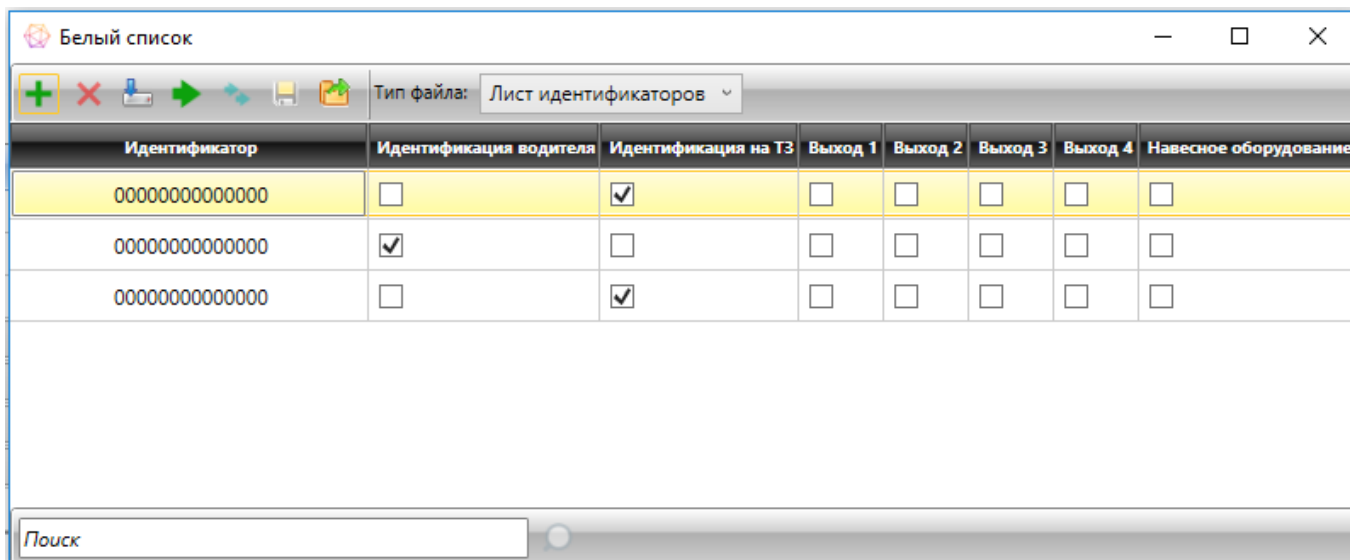 Белый список
Тип файла: Лист идентификаторов
Идентификатор Идентификация водителя Идентификация на ТЗ Выход 1 Выход 2 Выход 3 Выход 4 Навесное оборудование
00000000000000
00000000000000
00000000000000
Поиск